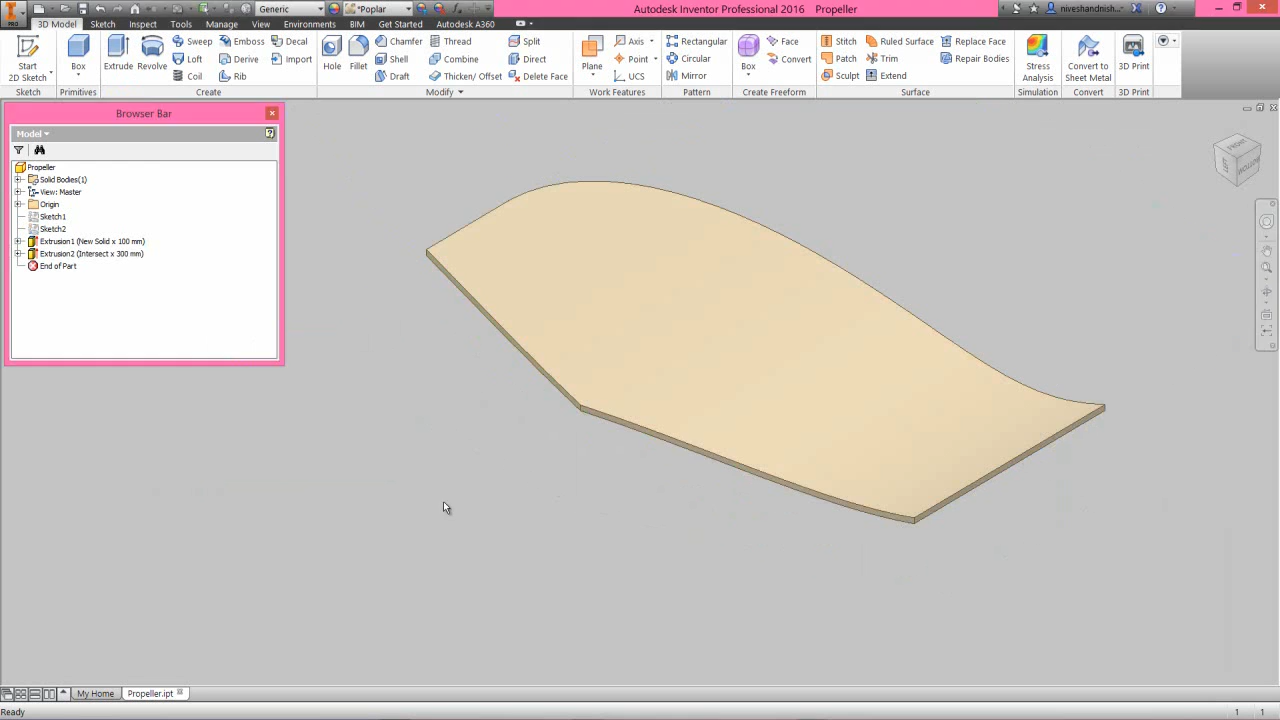 PRO
Generic
*Poplar
Autodesk Inventor Professional 2016 Propeller
niveshandnish...
3D Model Sketch Inspect Tools Manage View Environments BIM Get Started Autodesk A360
Start
2D Sketch
Box
Extrude
Revolve
Sweep
Loft
Coil
Emboss
Derive
Rib
Decal
Import
Hole
Fillet
Chamfer
Shell
Draft
Thread
Combine
Thicken/ Offset
Split
Direct
Delete Face
Plane
Axis
Point
UCS
Rectangular
Circular
Mirror
Box
Face
Convert
Stitch
Patch
Sculpt
Ruled Surface
Trim
Extend
Replace Face
Repair Bodies
Stress
Analysis
Convert to
Sheet Metal
3D Print
Sketch Primitives Create Modify Work Features Pattern Create Freeform Surface Simulation Convert 3D Print
Browser Bar
Model
Propeller
Solid Bodies(1)
View: Master
Origin
Sketch1
Sketch2
Extrusion1 (New Solid x 100 mm)
Extrusion2 (Intersect x 300 mm)
End of Part
My Home Propeller.ipt
Ready 1 1